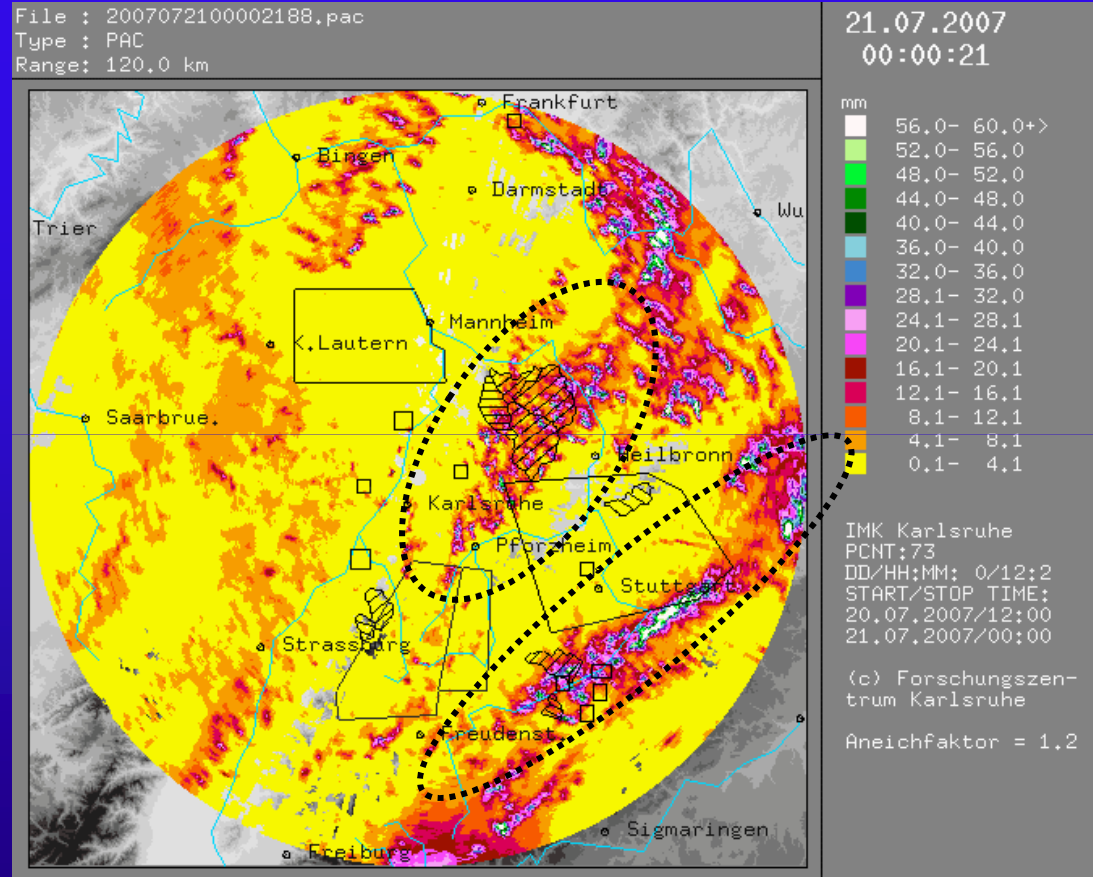 File : 2007072100002188.pac
Type : PAC
Range: 120.0 km
21.07.2007
00:00:21
mm
56.0- 60.0+>
52.0- 56.0
48.0- 52.0
44.0- 48.0
40.0- 44.0
36.0- 40.0
32.0- 36.0
28.1- 32.0
24.1- 28.1
20.1- 24.1
16.1- 20.1
12.1- 16.1
8.1- 12.1
4.1- 8.1
0.1- 4.1
IMK Karlsruhe
PCNT:73
DD/HH:MM: 0/12:2
START/STOP TIME:
20.07.2007/12:00
21.07.2007/00:00
(c) Forschungszen-
trum Karlsruhe
Aneichfaktor = 1.2
Frankfurt
Bingen
Darmstadt
Wu
Trier
Mannheim
K.Lautern
Saarbrue.
Heilbronn
Karlsruhe
Pforzheim
Stuttgart
Strassburg
Freudenst.
Sigmaringen
Freiburg